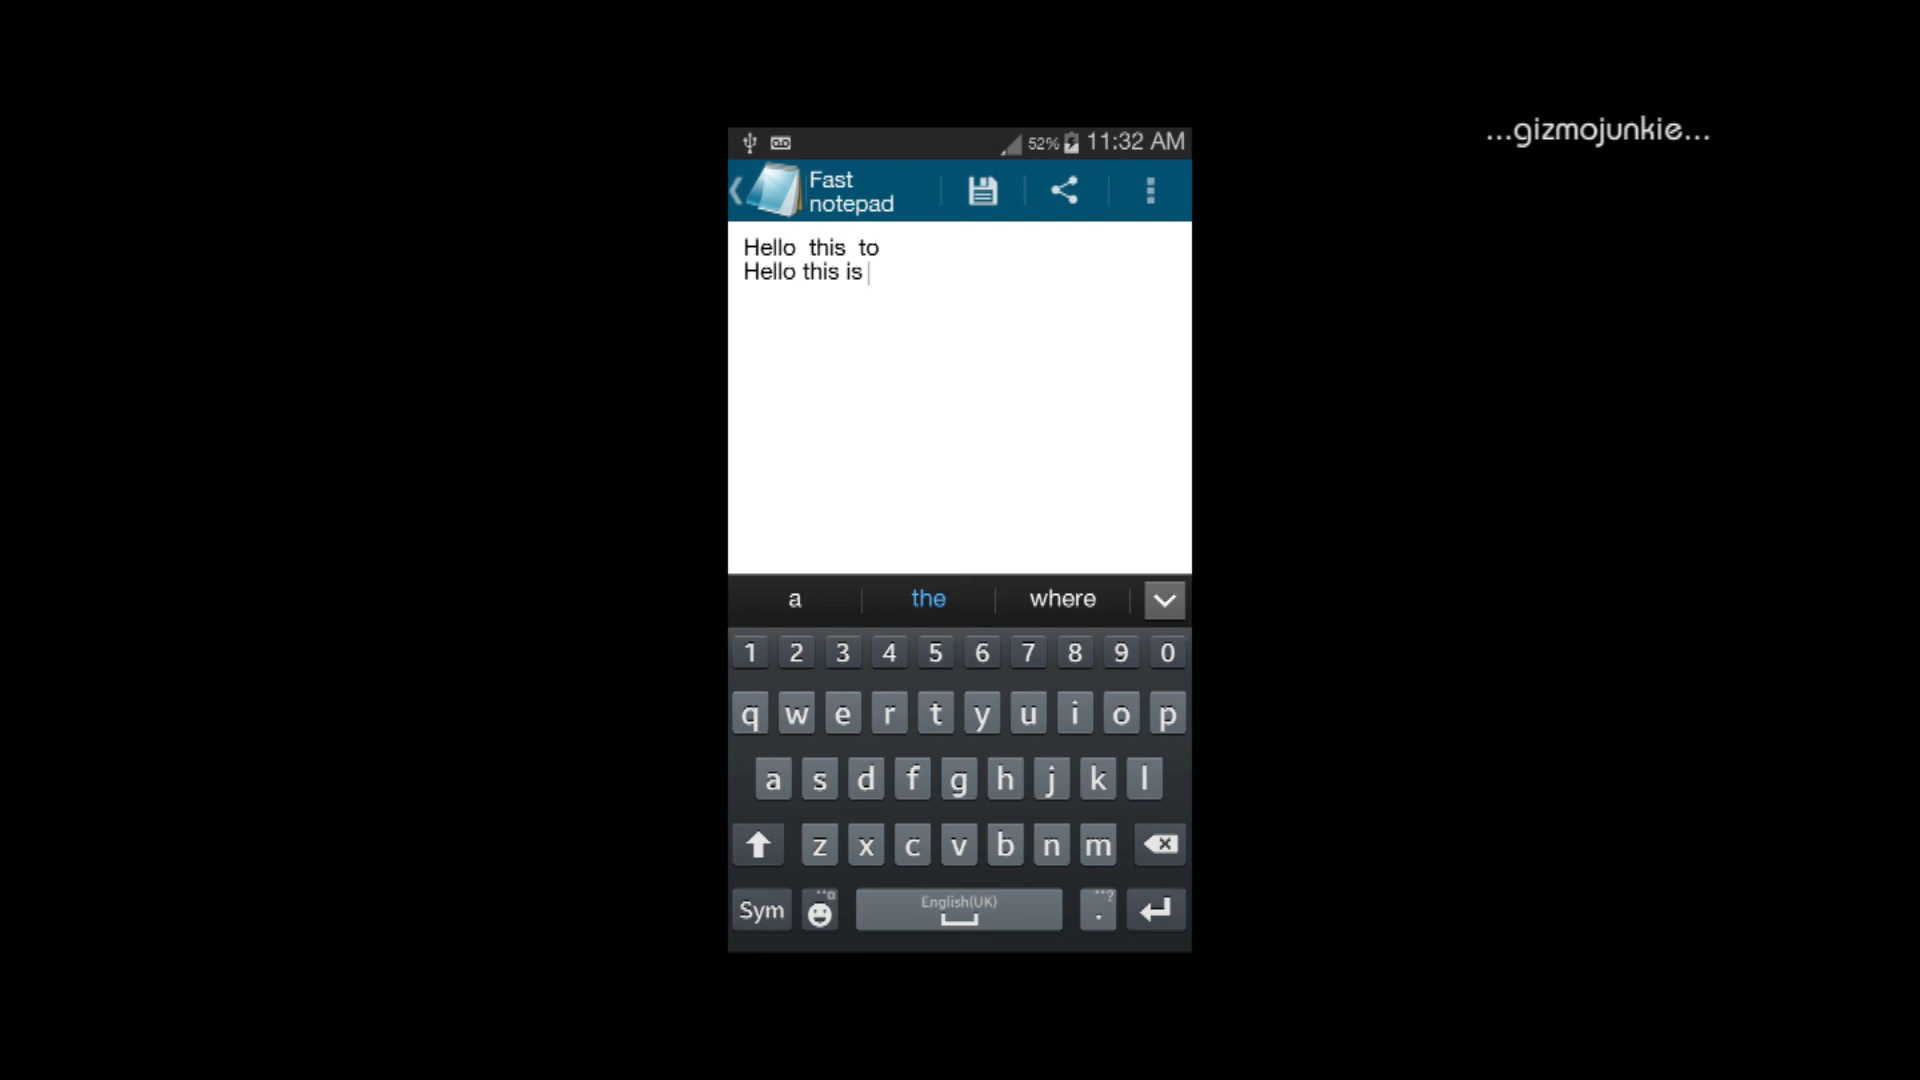 ...gizmojunkie...
52% 11:32 AM
Fast
notepad
Hello  this  to
Hello this is
a the where
1 2 3 4 5 6 7 8 9 0
q w e r t y u i o p
a s d f g h j k l
z x c v b n m
Sym English(UK) . ?